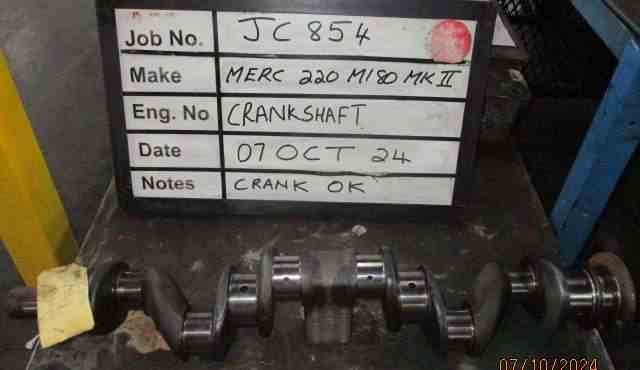 Job No. JC 854
Make MERC 220 M180 MK II
Eng. No CRANKSHAFT
Date 07 OCT 24
Notes CRANK OK
07/10/2024